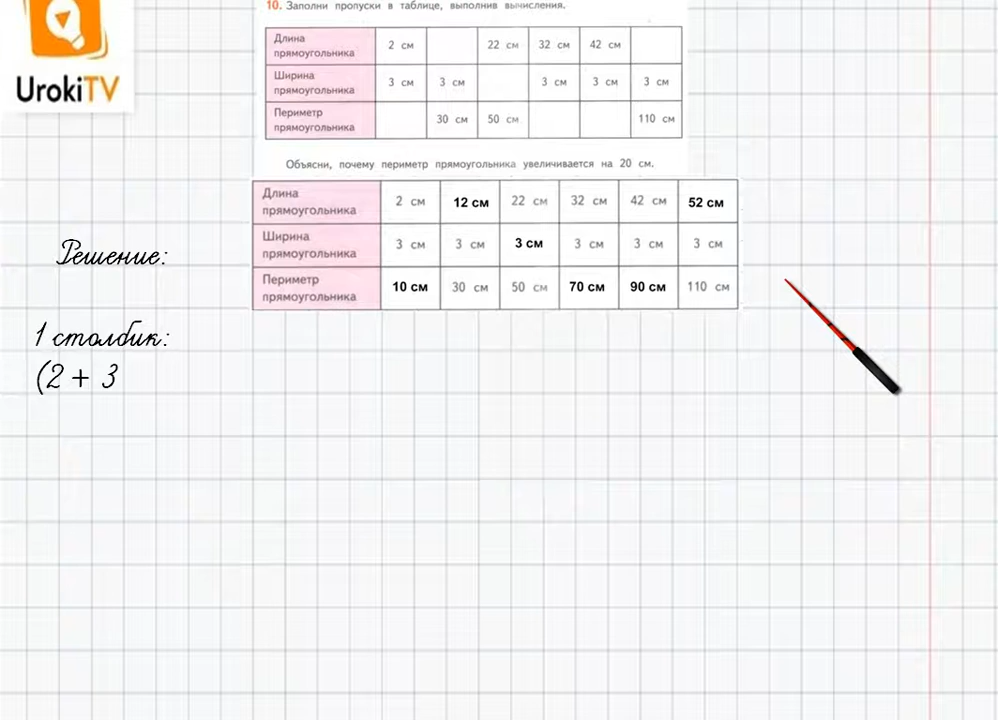 UrokiTV
10. Заполни пропуски в таблице, выполнив вычисления.
Длина прямоугольника 2 см 22 см 32 см 42 см
Ширина прямоугольника 3 см 3 см 3 см 3 см 3 см
Периметр прямоугольника 30 см 50 см 110 см
Объясни, почему периметр прямоугольника увеличивается на 20 см.
Длина прямоугольника 2 см 12 см 22 см 32 см 42 см 52 см
Ширина прямоугольника 3 см 3 см 3 см 3 см 3 см 3 см
Периметр прямоугольника 10 см 30 см 50 см 70 см 90 см 110 см
Решение:
1 столбик:
(2 + 3